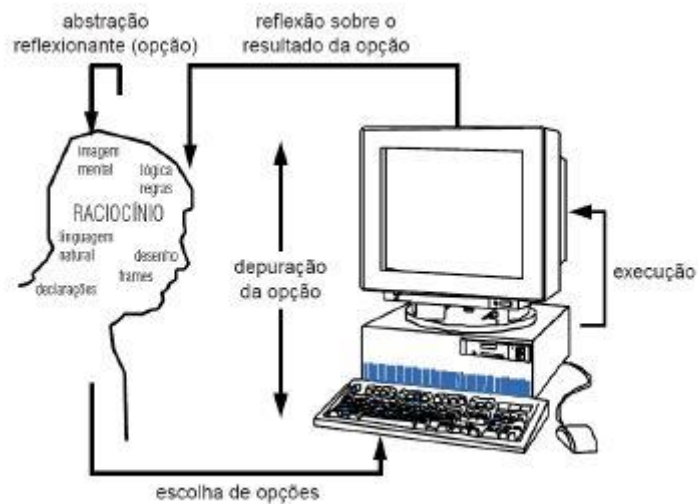 abstração
reflexionante (opção)
reflexão sobre o
resultado da opção
imagem
mental
lógica
regras
RACIOCÍNIO
linguagem
natural
desenho
frames
declarações
depuração
da opção
execução
escolha de opções